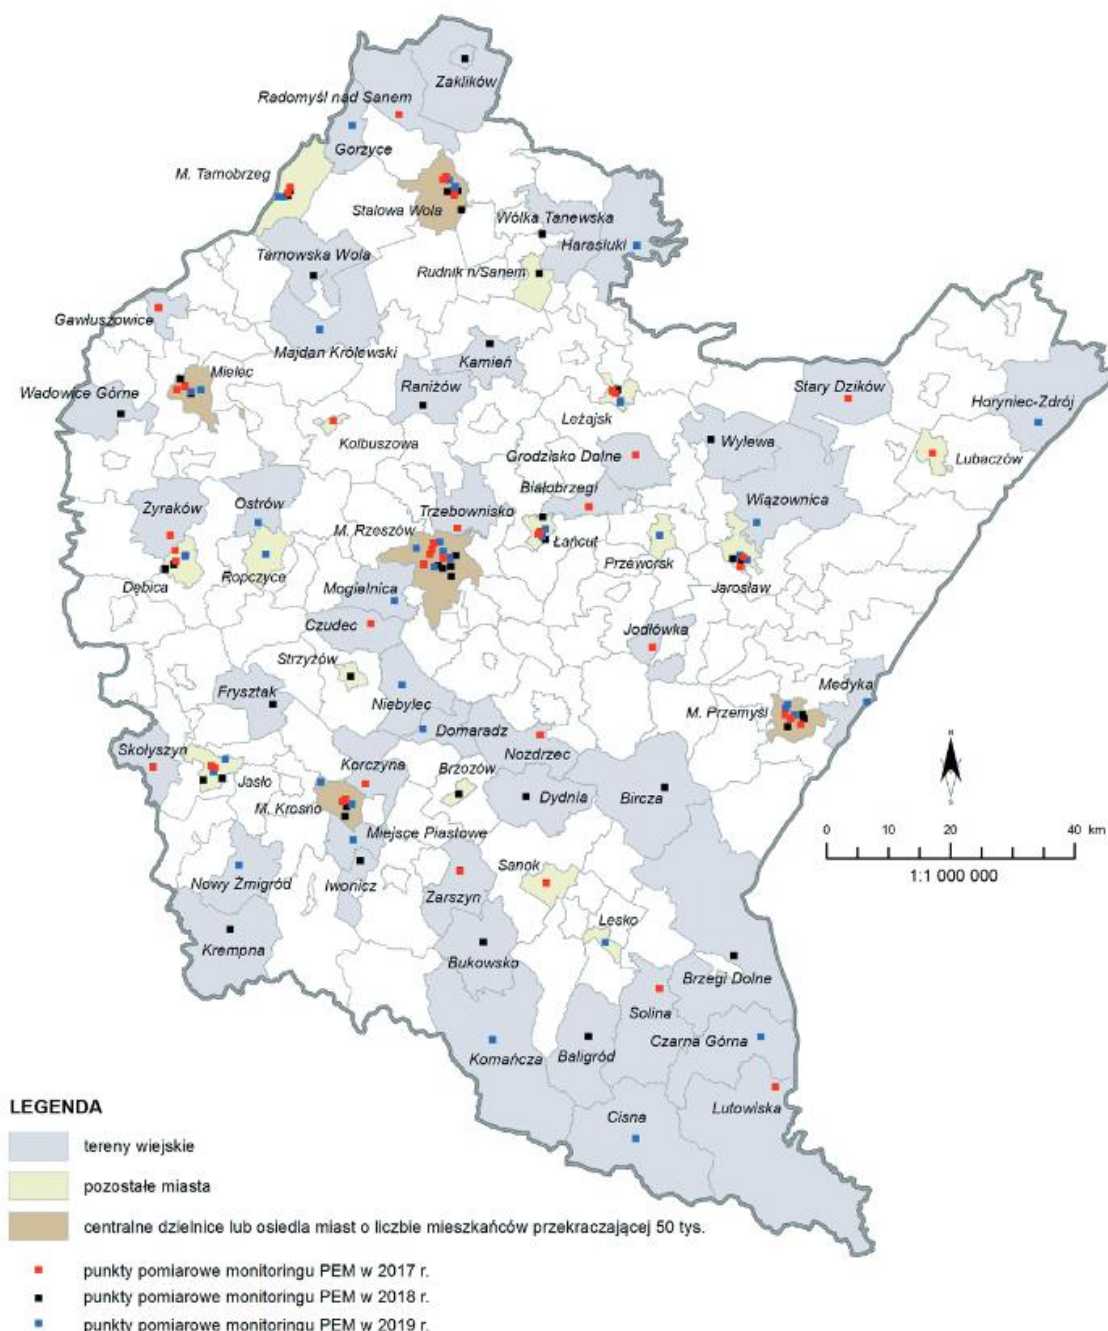 Zaklików
Radomyśl nad Sanem
Gorzyce
M. Tarnobrzeg
Stalowa Wola
Wólka Tanewska
Harasiuki
Tarnowska Wola
Rudnik n/Sanem
Gawłuszowice
Majdan Królewski
Kamień
Mielec
Wadowice Górne
Raniżów
Stary Dzików
Horyniec-Zdrój
Leżajsk
Kolbuszowa
Wylewa
Grodzisko Dolne
Lubaczów
Białobrzegi
Ostrów
Żyraków
Trzebownisko
Wiązownica
M. Rzeszów
Łańcut
Przeworsk
Ropczyce
Dębica
Jarosław
Mogielnica
Czudec
Jodłówka
Strzyżów
Medyka
Frysztak
Niebylec
M. Przemyśl
Domaradz
Skołyszyn
Nozdrzec
Korczyna
Brzozów
Jasło
Dydnia
Bircza
M. Krosno
Miejsce Piastowe
N
S
0 10 20 40 km
1:1 000 000
Sanok
Nowy Żmigród
Iwonicz
Zarszyn
Lesko
Krempna
Bukowsko
Brzegi Dolne
Solina
Czarna Górna
Komańcza
Baligród
Lutowiska
Cisna
LEGENDA
tereny wiejskie
pozostałe miasta
centralne dzielnice lub osiedla miast o liczbie mieszkańców przekraczającej 50 tys.
punkty pomiarowe monitoringu PEM w 2017 r.
punkty pomiarowe monitoringu PEM w 2018 r.
punkty pomiarowe monitoringu PEM w 2019 r.